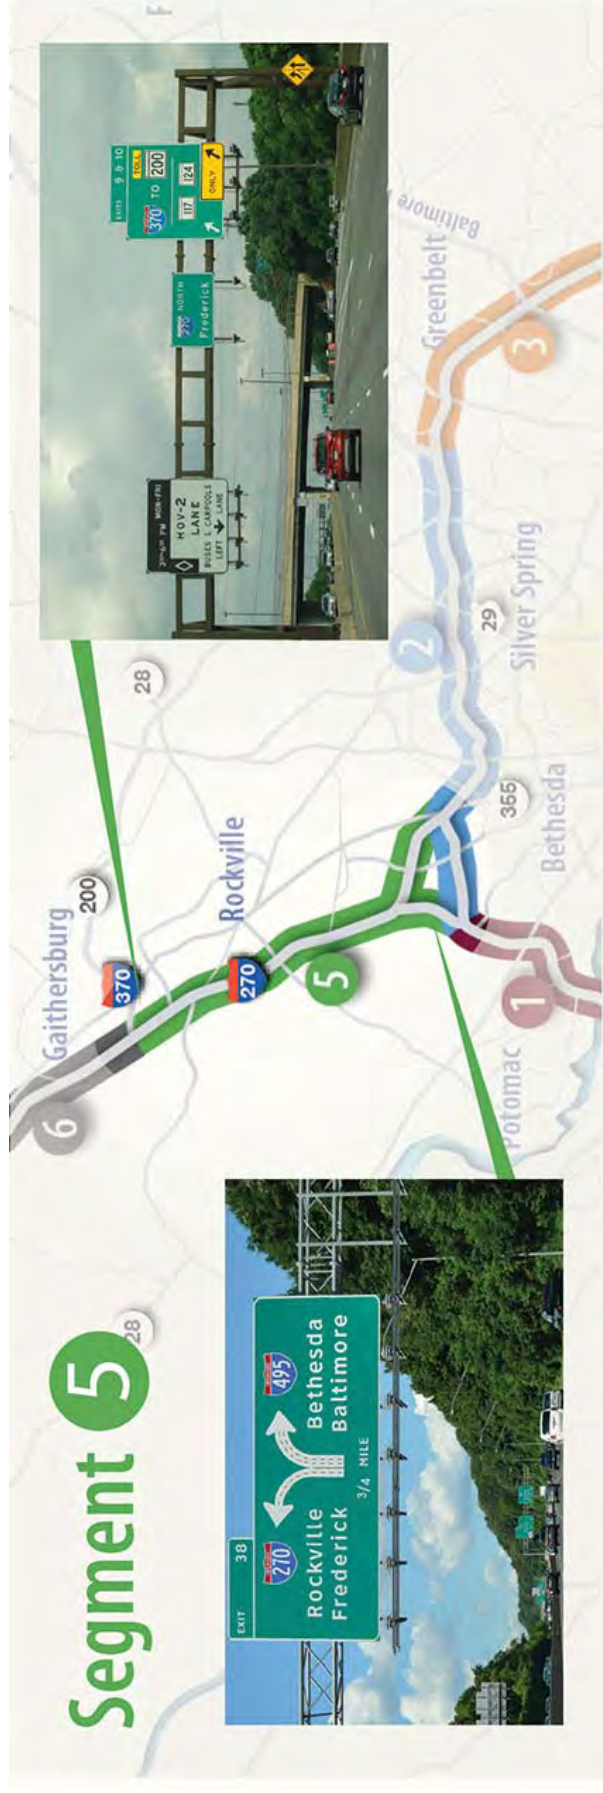 Segment 5
EXIT 38
270
495
Rockville
Frederick
Bethesda
Baltimore
3/4 MILE
28
6
Gaithersburg
200
370
270
Rockville
5
28
Potomac
1
Bethesda
355
2
29
Silver Spring
3
Greenbelt
Baltimore
F
MON-FRI
HOV-2
LANE
BUSES & CARPOOLS
LEFT LANE
270 NORTH
Frederick
EXITS 9 & 10
TOLL
370 TO 200
117 124
ONLY